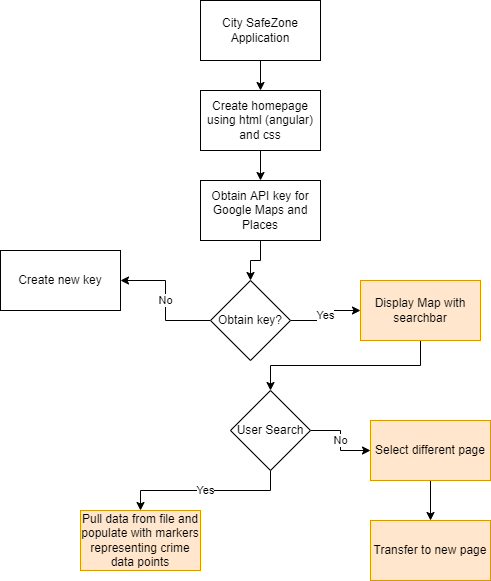 City SafeZone
Application
Create homepage
using html (angular)
and css
Obtain API key for
Google Maps and
Places
Create new key
No
Obtain key?
Yes
Display Map with
searchbar
User Search
No
Select different page
Yes
Pull data from file and
populate with markers
representing crime
data points
Transfer to new page